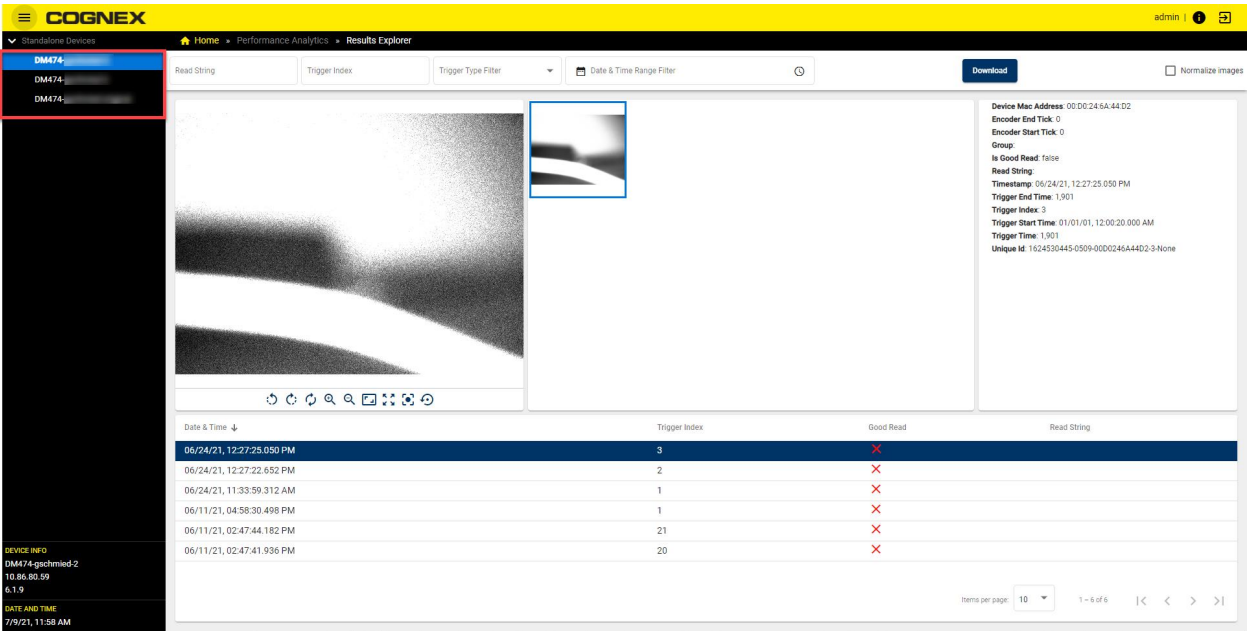 COGNEX
admin |
Standalone Devices
Home » Performance Analytics » Results Explorer
DM474-
DM474-
DM474-
Read String
Trigger Index
Trigger Type Filter
Date & Time Range Filter
Download
Normalize images
Device Mac Address: 00:D0:24:6A:44:D2
Encoder End Tick: 0
Encoder Start Tick: 0
Group:
Is Good Read: false
Read String:
Timestamp: 06/24/21, 12:27:25.050 PM
Trigger End Time: 1,901
Trigger Index: 3
Trigger Start Time: 01/01/01, 12:00:20.000 AM
Trigger Time: 1,901
Unique Id: 1624530445-0509-00D0246A44D2-3-None
Date & Time Trigger Index Good Read Read String
06/24/21, 12:27:25.050 PM 3
06/24/21, 12:27:22.652 PM 2
06/24/21, 11:33:59.312 AM 1
06/11/21, 04:58:30.498 PM 1
06/11/21, 02:47:44.182 PM 21
06/11/21, 02:47:41.936 PM 20
Items per page: 10 1 – 6 of 6
DEVICE INFO
DM474-gschmied-2
10.86.80.59
6.1.9
DATE AND TIME
7/9/21, 11:58 AM